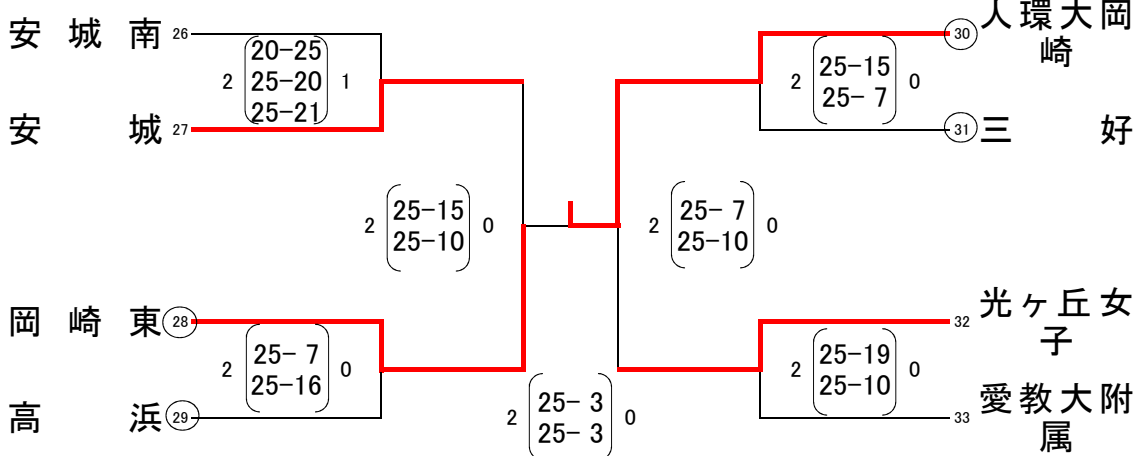 安城南 26
20-25
2 25-20 1
25-21
安城 27
2 25-15 0
25-10
岡崎東 28
2 25- 7 0
25-16
高浜 29
2 25- 3 0
25- 3
30 人環大岡
崎
2 25-15 0
25- 7
31 三好
2 25- 7 0
25-10
32 光ヶ丘女
子
2 25-19 0
25-10
33 愛教大附
属